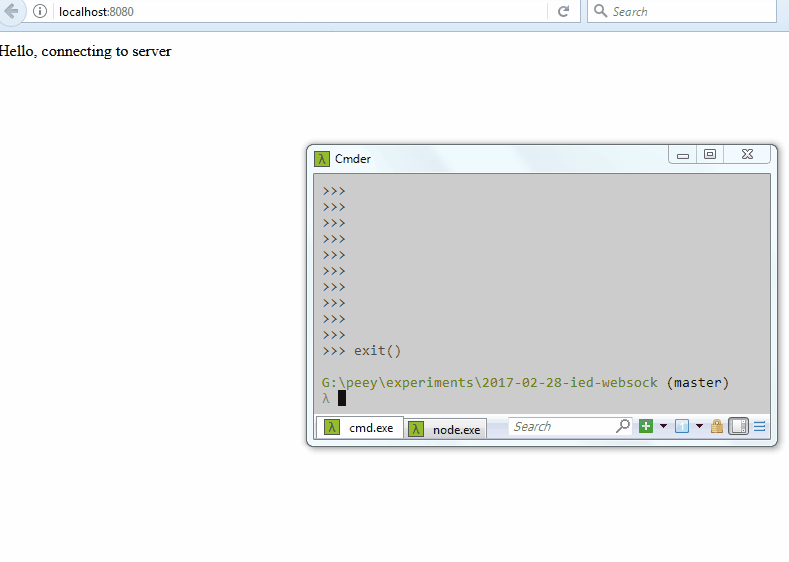 localhost:8080
Search
Hello, connecting to server
λ Cmder
>>>
>>>
>>>
>>>
>>>
>>>
>>>
>>>
>>>
>>>
>>> exit()
G:\peey\experiments\2017-02-28-ied-websock (master)
λ
λ cmd.exe
λ node.exe
Search